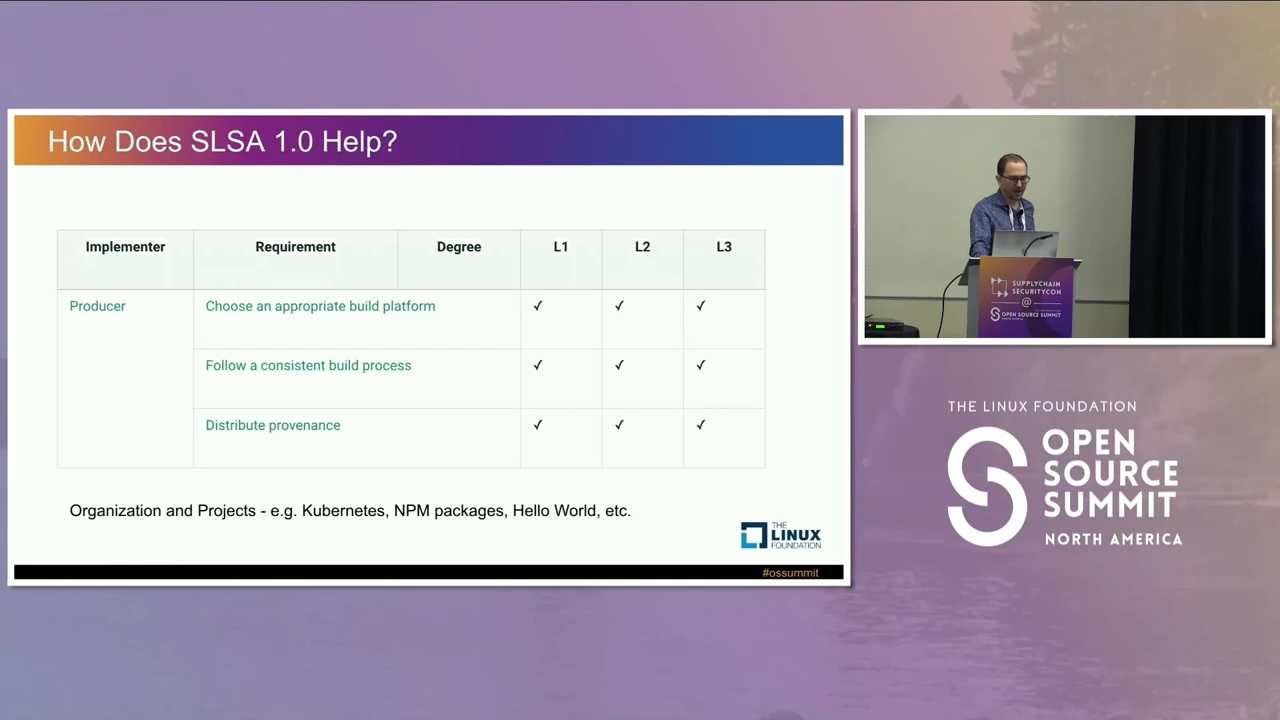 How Does SLSA 1.0 Help?
Implementer Requirement Degree L1 L2 L3
Producer Choose an appropriate build platform ✓ ✓ ✓
Follow a consistent build process ✓ ✓ ✓
Distribute provenance ✓ ✓ ✓
Organization and Projects - e.g. Kubernetes, NPM packages, Hello World, etc.
THE
LINUX
FOUNDATION
#ossummit
SUPPLYCHAIN
SECURITYCON
@
OPEN SOURCE SUMMIT
NORTH AMERICA
THE LINUX FOUNDATION
OPEN
SOURCE
SUMMIT
NORTH AMERICA